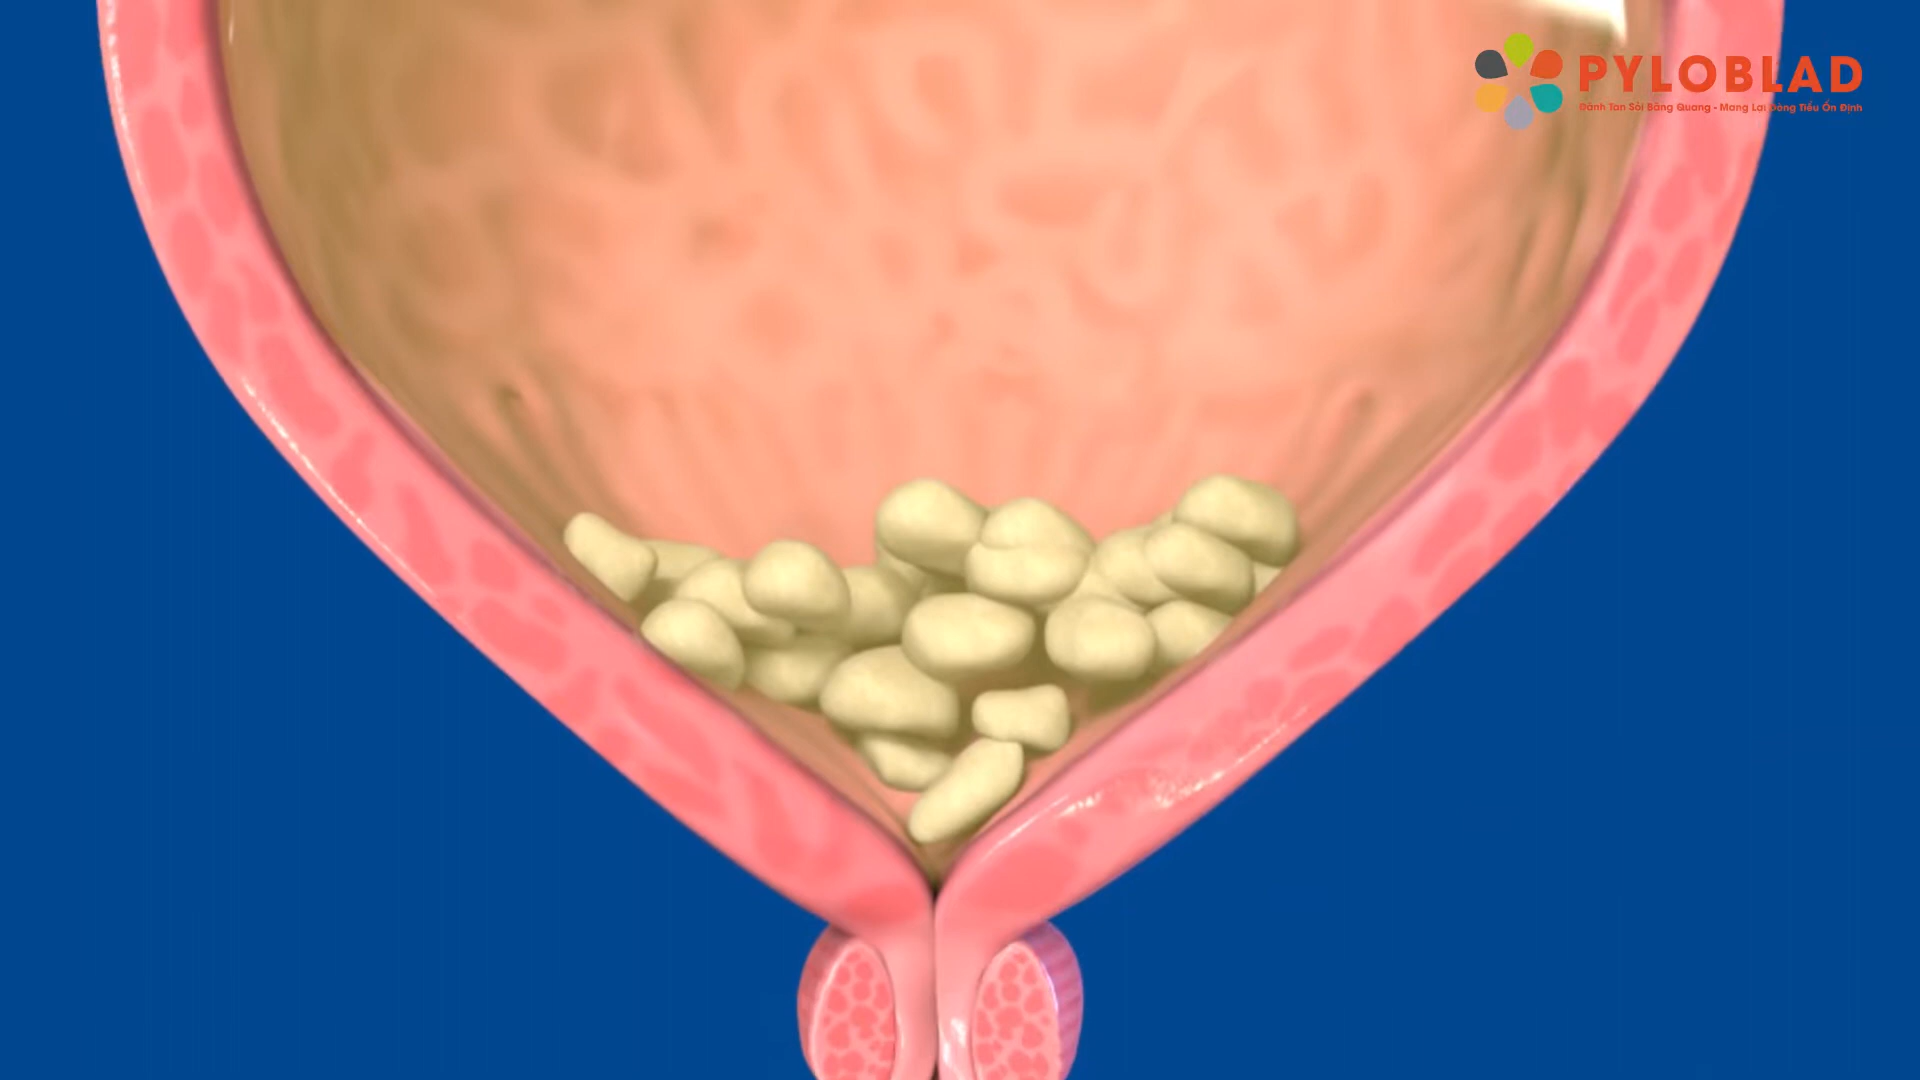 PYLOBLAD
Đánh Tan Sỏi Bàng Quang - Mang Lại Dòng Tiểu Ổn Định